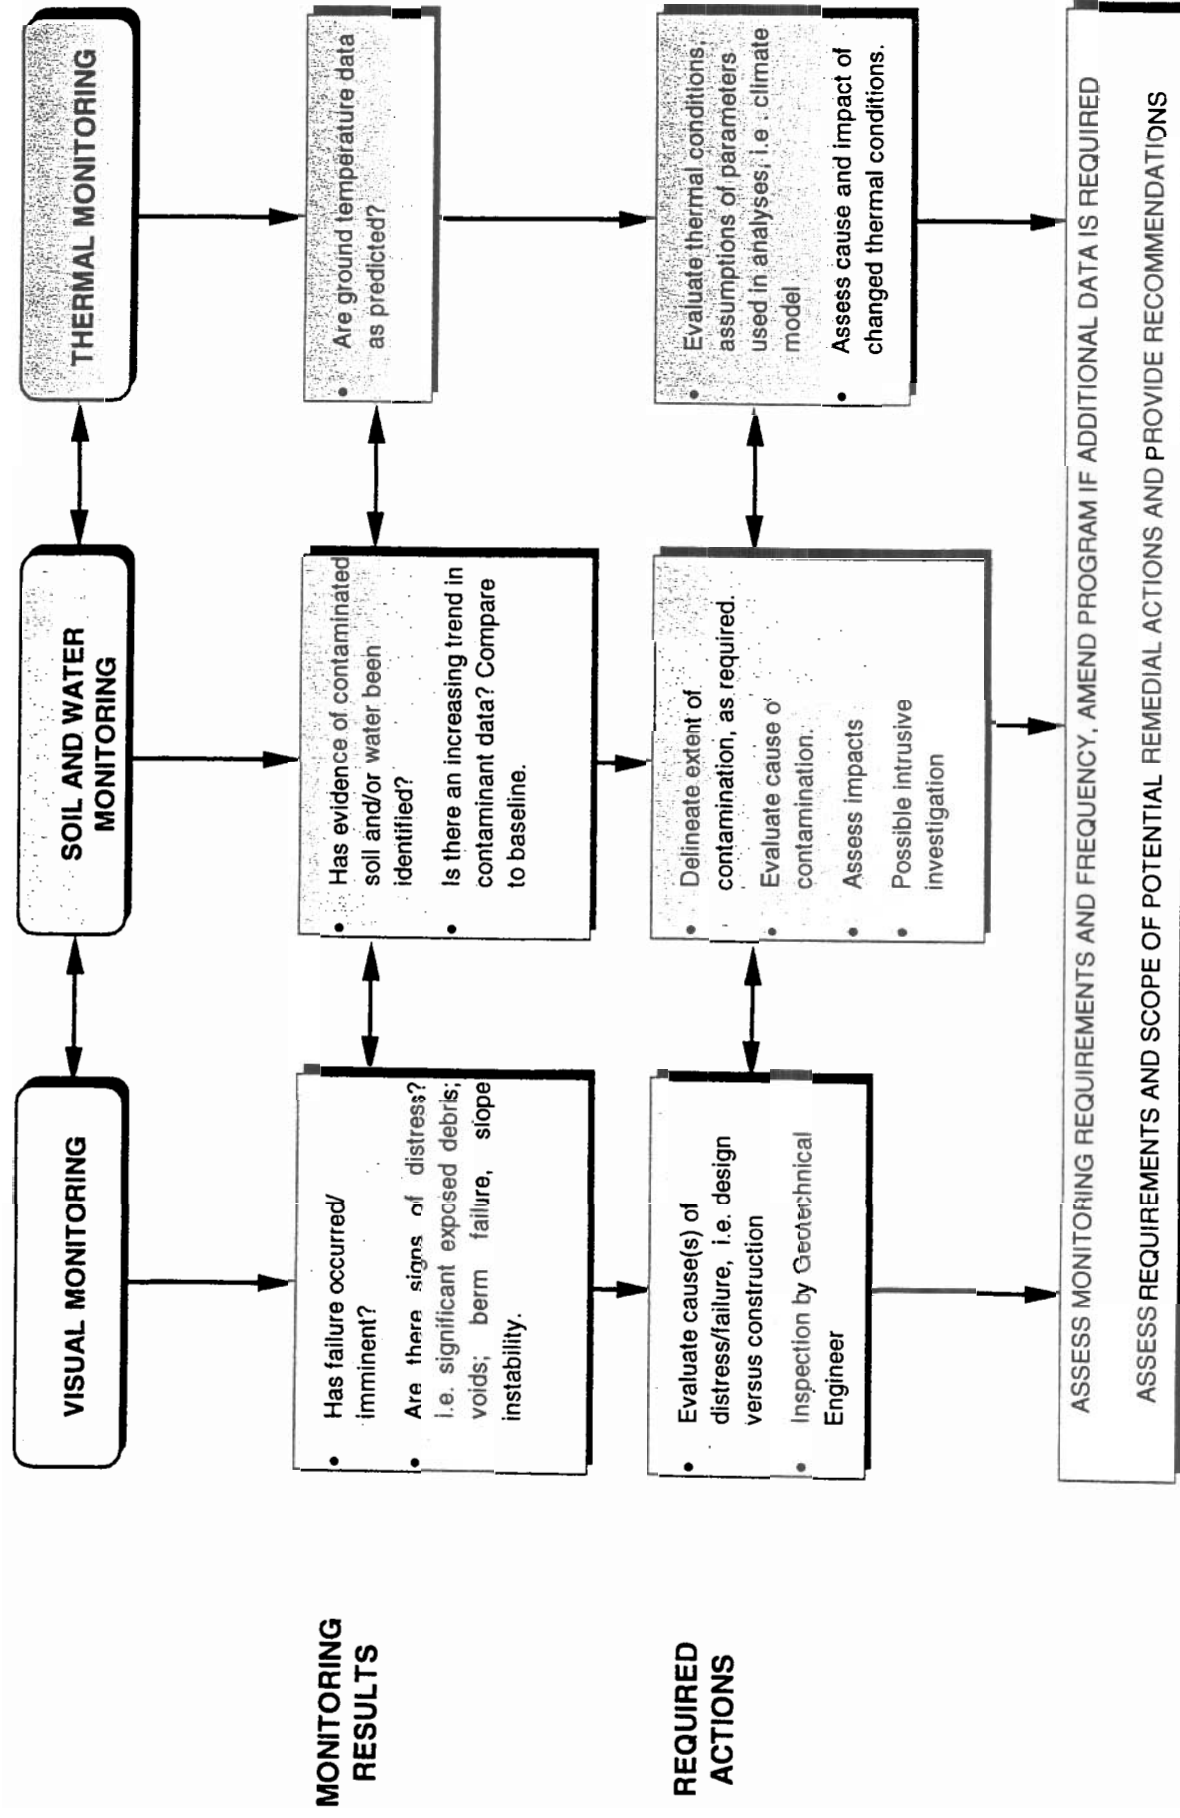 VISUAL MONITORING
SOIL AND WATER
MONITORING
THERMAL MONITORING
MONITORING
RESULTS
• Has failure occurred/
imminent?
• Are there signs of distress?
i.e. significant exposed debris;
voids; berm failure, slope
instability.
• Has evidence of contaminated
soil and/or water been
identified?
• Is there an increasing trend in
contaminant data? Compare
to baseline.
• Are ground temperature data
as predicted?
REQUIRED
ACTIONS
• Evaluate cause(s) of
distress/failure, i.e. design
versus construction
• Inspection by Geotechnical
Engineer
• Delineate extent of
contamination, as required.
• Evaluate cause o'
contamination.
• Assess impacts
• Possible intrusive
investigation
• Evaluate thermal conditions,
assumptions of parameters
used in analyses; i.e. climate
model
• Assess cause and impact of
changed thermal conditions.
ASSESS MONITORING REQUIREMENTS AND FREQUENCY, AMEND PROGRAM IF ADDITIONAL DATA IS REQUIRED
ASSESS REQUIREMENTS AND SCOPE OF POTENTIAL REMEDIAL ACTIONS AND PROVIDE RECOMMENDATIONS